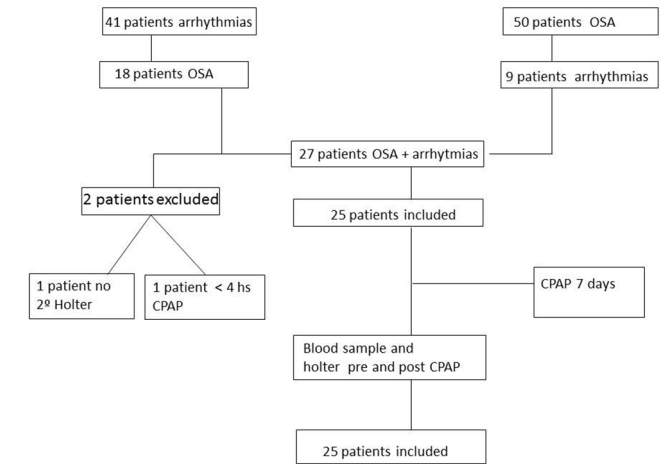 41 patients arrhythmias
50 patients OSA
18 patients OSA
9 patients arrhythmias
27 patients OSA + arrhytmias
2 patients excluded
25 patients included
1 patient no
2º Holter
1 patient < 4 hs
CPAP
CPAP 7 days
Blood sample and
holter pre and post CPAP
25 patients included